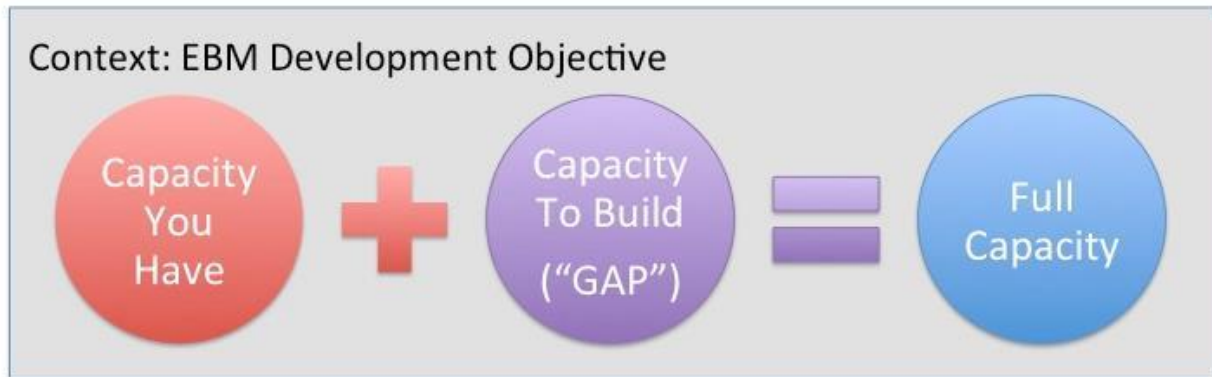 Context: EBM Development Objective
Capacity
You
Have
Capacity
To Build
(“GAP”)
Full
Capacity